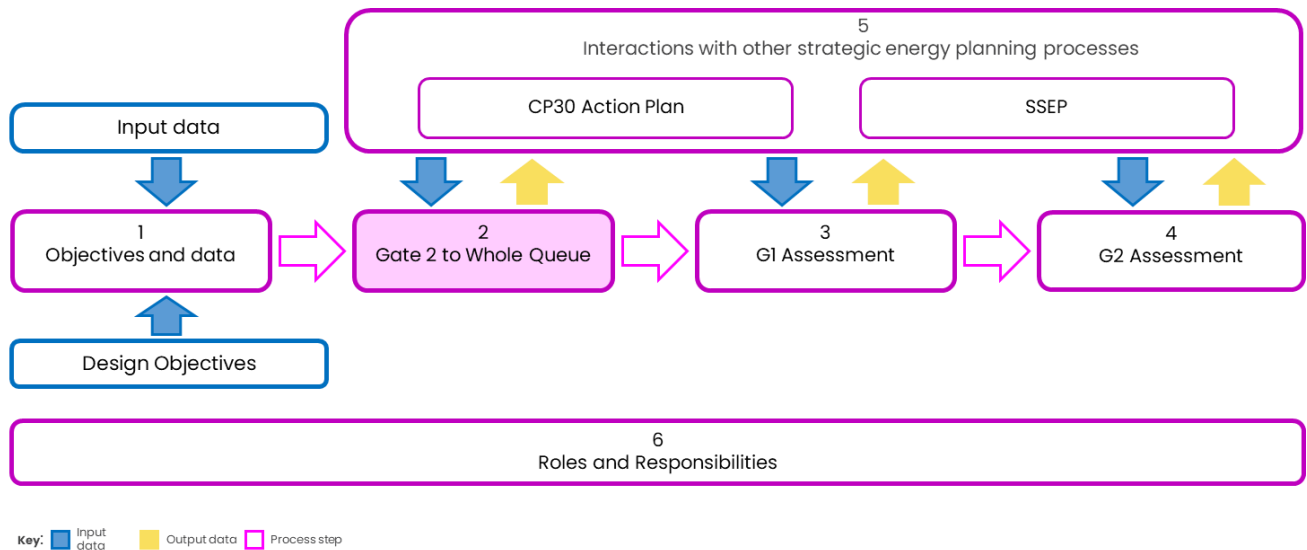 5
Interactions with other strategic energy planning processes
CP30 Action Plan
SSEP
Input data
1
Objectives and data
2
Gate 2 to Whole Queue
3
G1 Assessment
4
G2 Assessment
Design Objectives
6
Roles and Responsibilities
Key:
Input
data
Output data
Process step